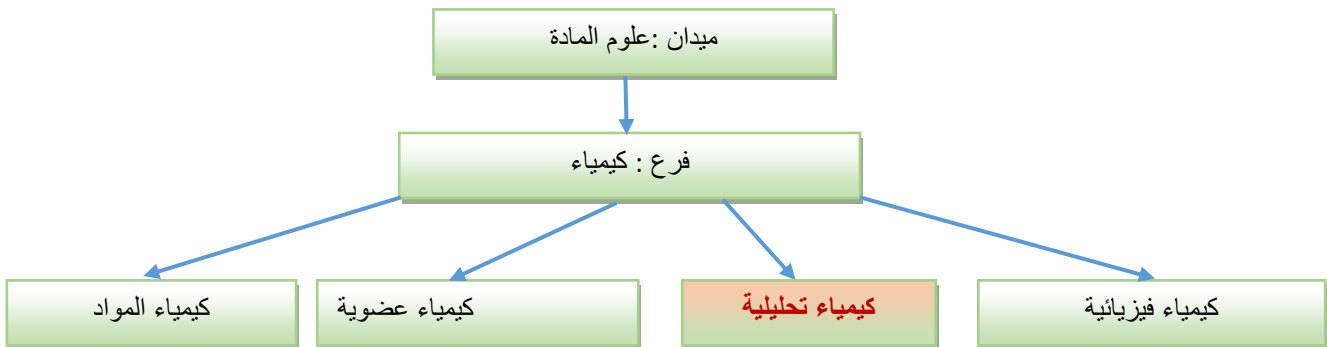 ميدان :علوم المادة
فرع : كيمياء
كيمياء فيزيائية
كيمياء تحليلية
كيمياء عضوية
كيمياء المواد